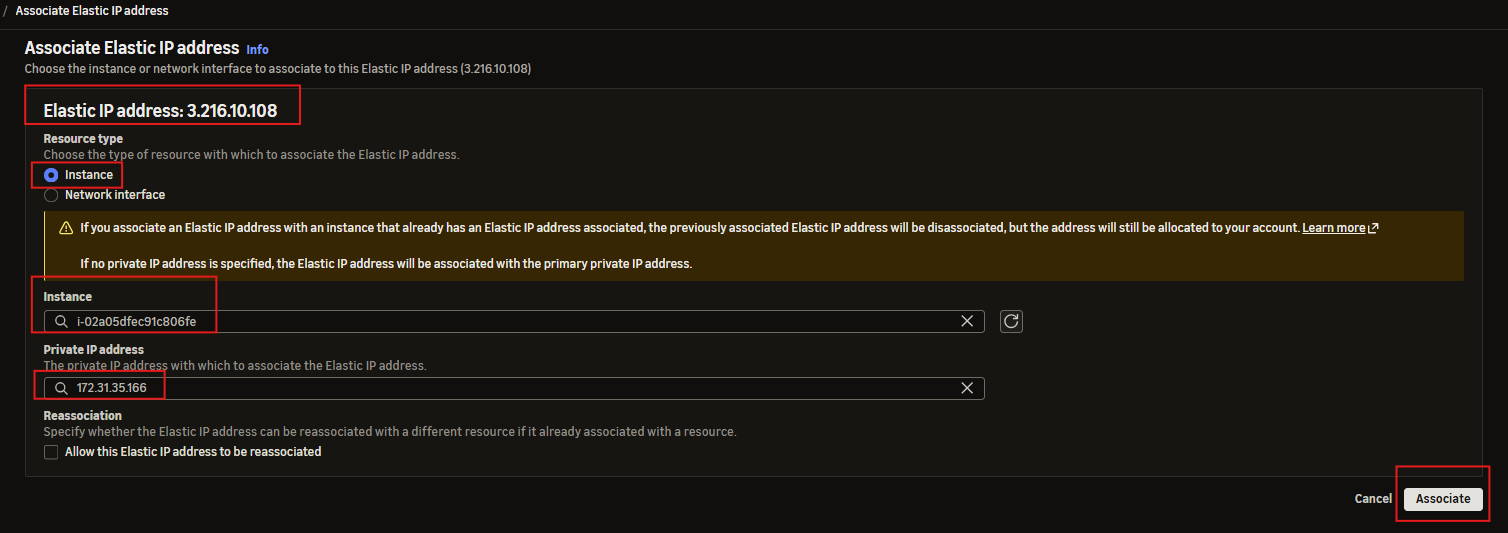 / Associate Elastic IP address
Associate Elastic IP address Info
Choose the instance or network interface to associate to this Elastic IP address (3.216.10.108)
Elastic IP address: 3.216.10.108
Resource type
Choose the type of resource with which to associate the Elastic IP address.
Instance
Network interface
If you associate an Elastic IP address with an instance that already has an Elastic IP address associated, the previously associated Elastic IP address will be disassociated, but the address will still be allocated to your account. Learn more
If no private IP address is specified, the Elastic IP address will be associated with the primary private IP address.
Instance
i-02a05dfec91c806fe
Private IP address
The private IP address with which to associate the Elastic IP address.
172.31.35.166
Reassociation
Specify whether the Elastic IP address can be reassociated with a different resource if it already associated with a resource.
Allow this Elastic IP address to be reassociated
Cancel Associate